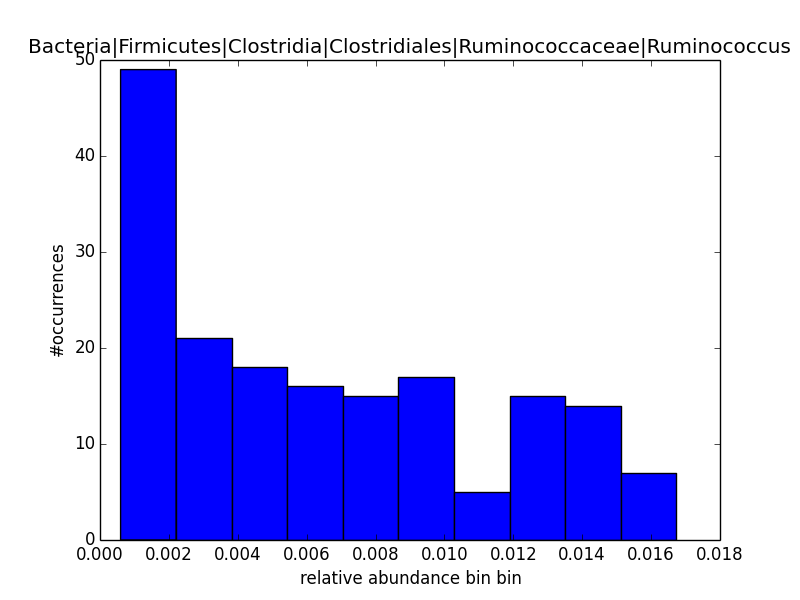 Bacteria|Firmicutes|Clostridia|Clostridiales|Ruminococcaceae|Ruminococcus
50
40
30
20
10
0
#occurrences
0.000 0.002 0.004 0.006 0.008 0.010 0.012 0.014 0.016 0.018
relative abundance bin bin